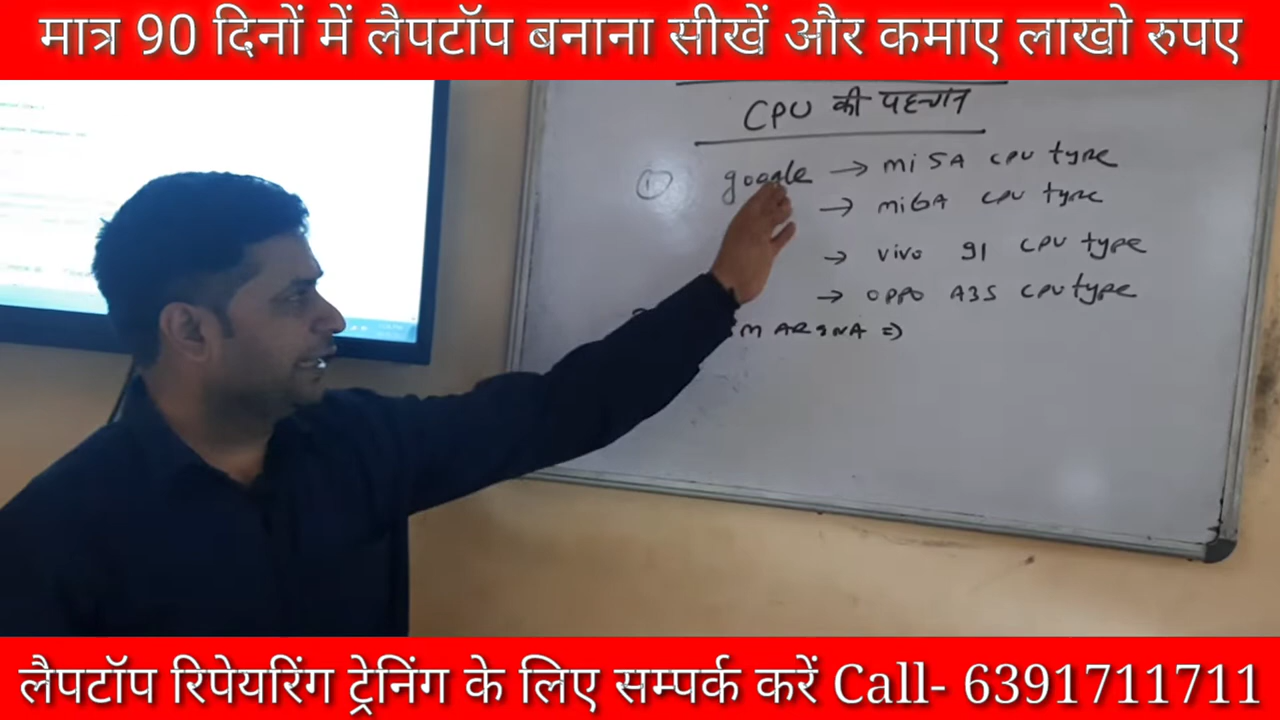 मात्र 90 दिनों में लैपटॉप बनाना सीखें और कमाए लाखो रुपए
CPU की पहचान
① google → mi 5A cpu type
→ mi 6A cpu type
→ vivo 91 cpu type
→ OPPO A3S cpu type
=>
लैपटॉप रिपेयरिंग ट्रेनिंग के लिए सम्पर्क करें Call- 6391711711